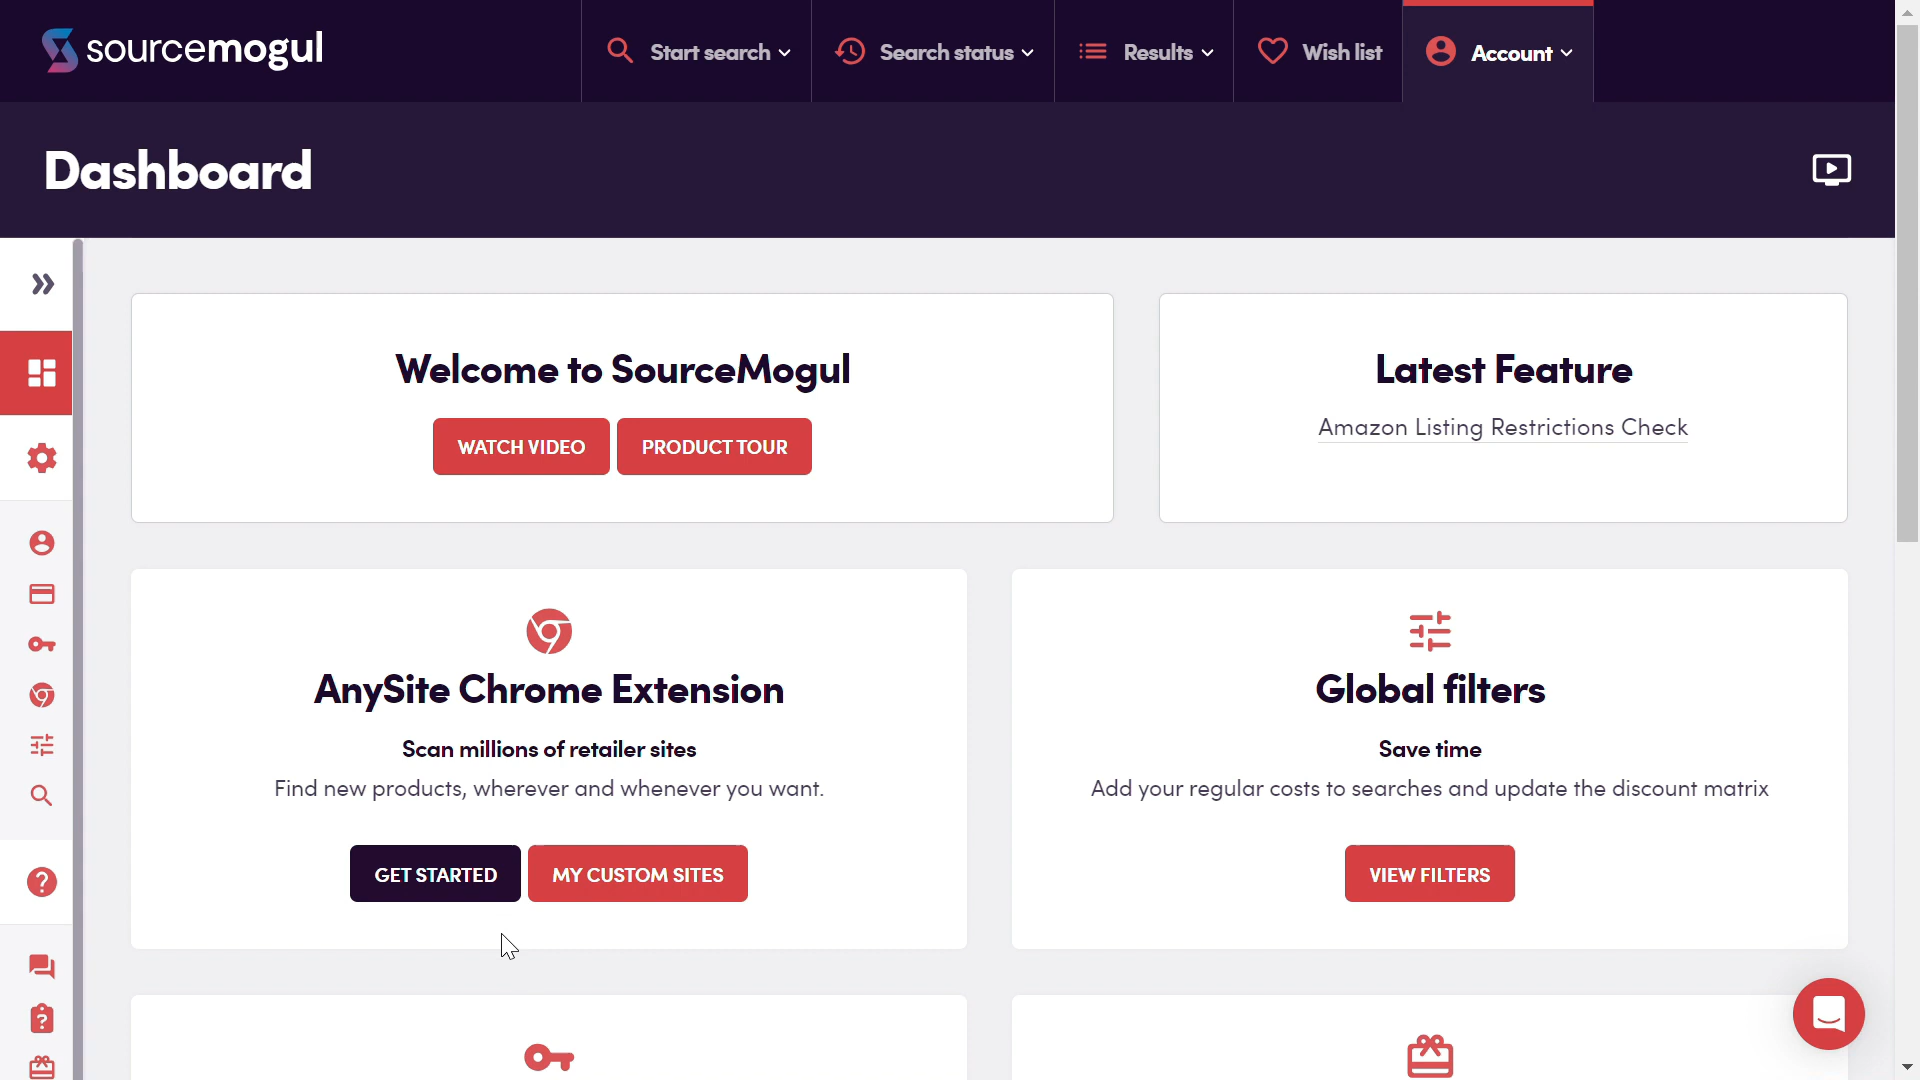 sourcemogul
Start search
Search status
Results
Wish list
Account
Dashboard
Welcome to SourceMogul
WATCH VIDEO
PRODUCT TOUR
Latest Feature
Amazon Listing Restrictions Check
AnySite Chrome Extension
Scan millions of retailer sites
Find new products, wherever and whenever you want.
GET STARTED
MY CUSTOM SITES
Global filters
Save time
Add your regular costs to searches and update the discount matrix
VIEW FILTERS